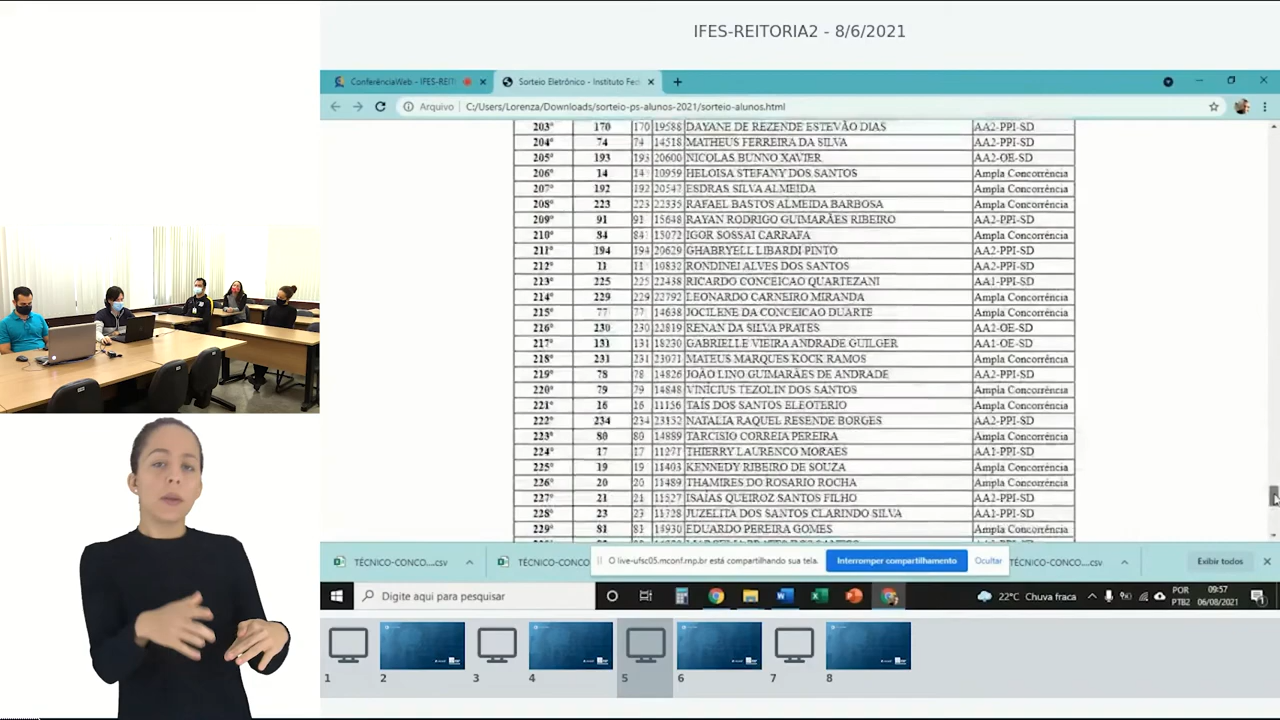 IFES-REITORIA2 - 8/6/2021
ConferênciaWeb - IFES-REIT
Sorteio Eletrônico - Instituto Fed
Arquivo C:/Users/Lorenza/Downloads/sorteio-ps-alunos-2021/sorteio-alunos.html
203º 170 170 19588 DAYANE DE REZENDE ESTEVÃO DIAS AA2-PPI-SD
204º 74 74 14518 MATHEUS FERREIRA DA SILVA AA2-PPI-SD
205º 193 193 20600 NICOLAS BUNNO XAVIER AA2-OE-SD
206º 14 14 10959 HELOISA STEFANY DOS SANTOS Ampla Concorrência
207º 192 192 20547 ESDRAS SILVA ALMEIDA Ampla Concorrência
208º 223 223 22335 RAFAEL BASTOS ALMEIDA BARBOSA Ampla Concorrência
209º 91 91 15648 RAYAN RODRIGO GUIMARÃES RIBEIRO AA2-PPI-SD
210º 84 84 15072 IGOR SOSSAI CARRAFA Ampla Concorrência
211º 194 194 20629 GHABRYELL LIBARDI PINTO AA2-PPI-SD
212º 11 11 10832 RONDINEI ALVES DOS SANTOS AA2-PPI-SD
213º 225 225 22438 RICARDO CONCEICAO QUARTEZANI AA1-PPI-SD
214º 229 229 22792 LEONARDO CARNEIRO MIRANDA Ampla Concorrência
215º 77 77 14638 JOCILENE DA CONCEICAO DUARTE Ampla Concorrência
216º 230 230 22819 RENAN DA SILVA PRATES AA2-OE-SD
217º 131 131 18230 GABRIELLE VIEIRA ANDRADE GUILGER AA1-OE-SD
218º 231 231 23071 MATEUS MARQUES KOCK RAMOS Ampla Concorrência
219º 78 78 14826 JOÃO LINO GUIMARÃES DE ANDRADE AA2-PPI-SD
220º 79 79 14848 VINÍCIUS TEZOLIN DOS SANTOS Ampla Concorrência
221º 16 16 11156 TAÍS DOS SANTOS ELEOTERIO Ampla Concorrência
222º 234 234 23152 NATÁLIA RAQUEL RESENDE BORGES AA2-PPI-SD
223º 80 80 14889 TARCISIO CORREIA PEREIRA Ampla Concorrência
224º 17 17 11271 THIERRY LAURENCO MORAES AA1-PPI-SD
225º 19 19 11403 KENNEDY RIBEIRO DE SOUZA Ampla Concorrência
226º 20 20 11489 THAMIRES DO ROSARIO ROCHA Ampla Concorrência
227º 21 21 11527 ISAÍAS QUEIROZ SANTOS FILHO AA2-PPI-SD
228º 23 23 11728 JUZELITA DOS SANTOS CLARINDO SILVA AA1-PPI-SD
229º 81 81 14930 EDUARDO PEREIRA GOMES Ampla Concorrência
TÉCNICO-CONCO....csv
TÉCNICO-CONCO
O live-ufsc05.mconf.rnp.br está compartilhando sua tela.
Interromper compartilhamento
Ocultar
TÉCNICO-CONCO....csv
Exibir todos
Digite aqui para pesquisar
22°C Chuva fraca
POR
PTB2
09:57
06/08/2021
1 2 3 4 5 6 7 8